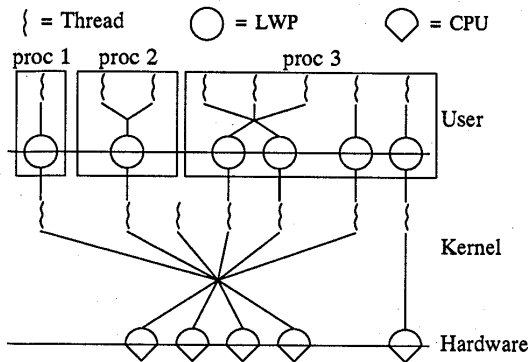 = Thread
= LWP
= CPU
proc 1
proc 2
proc 3
User
Kernel
Hardware